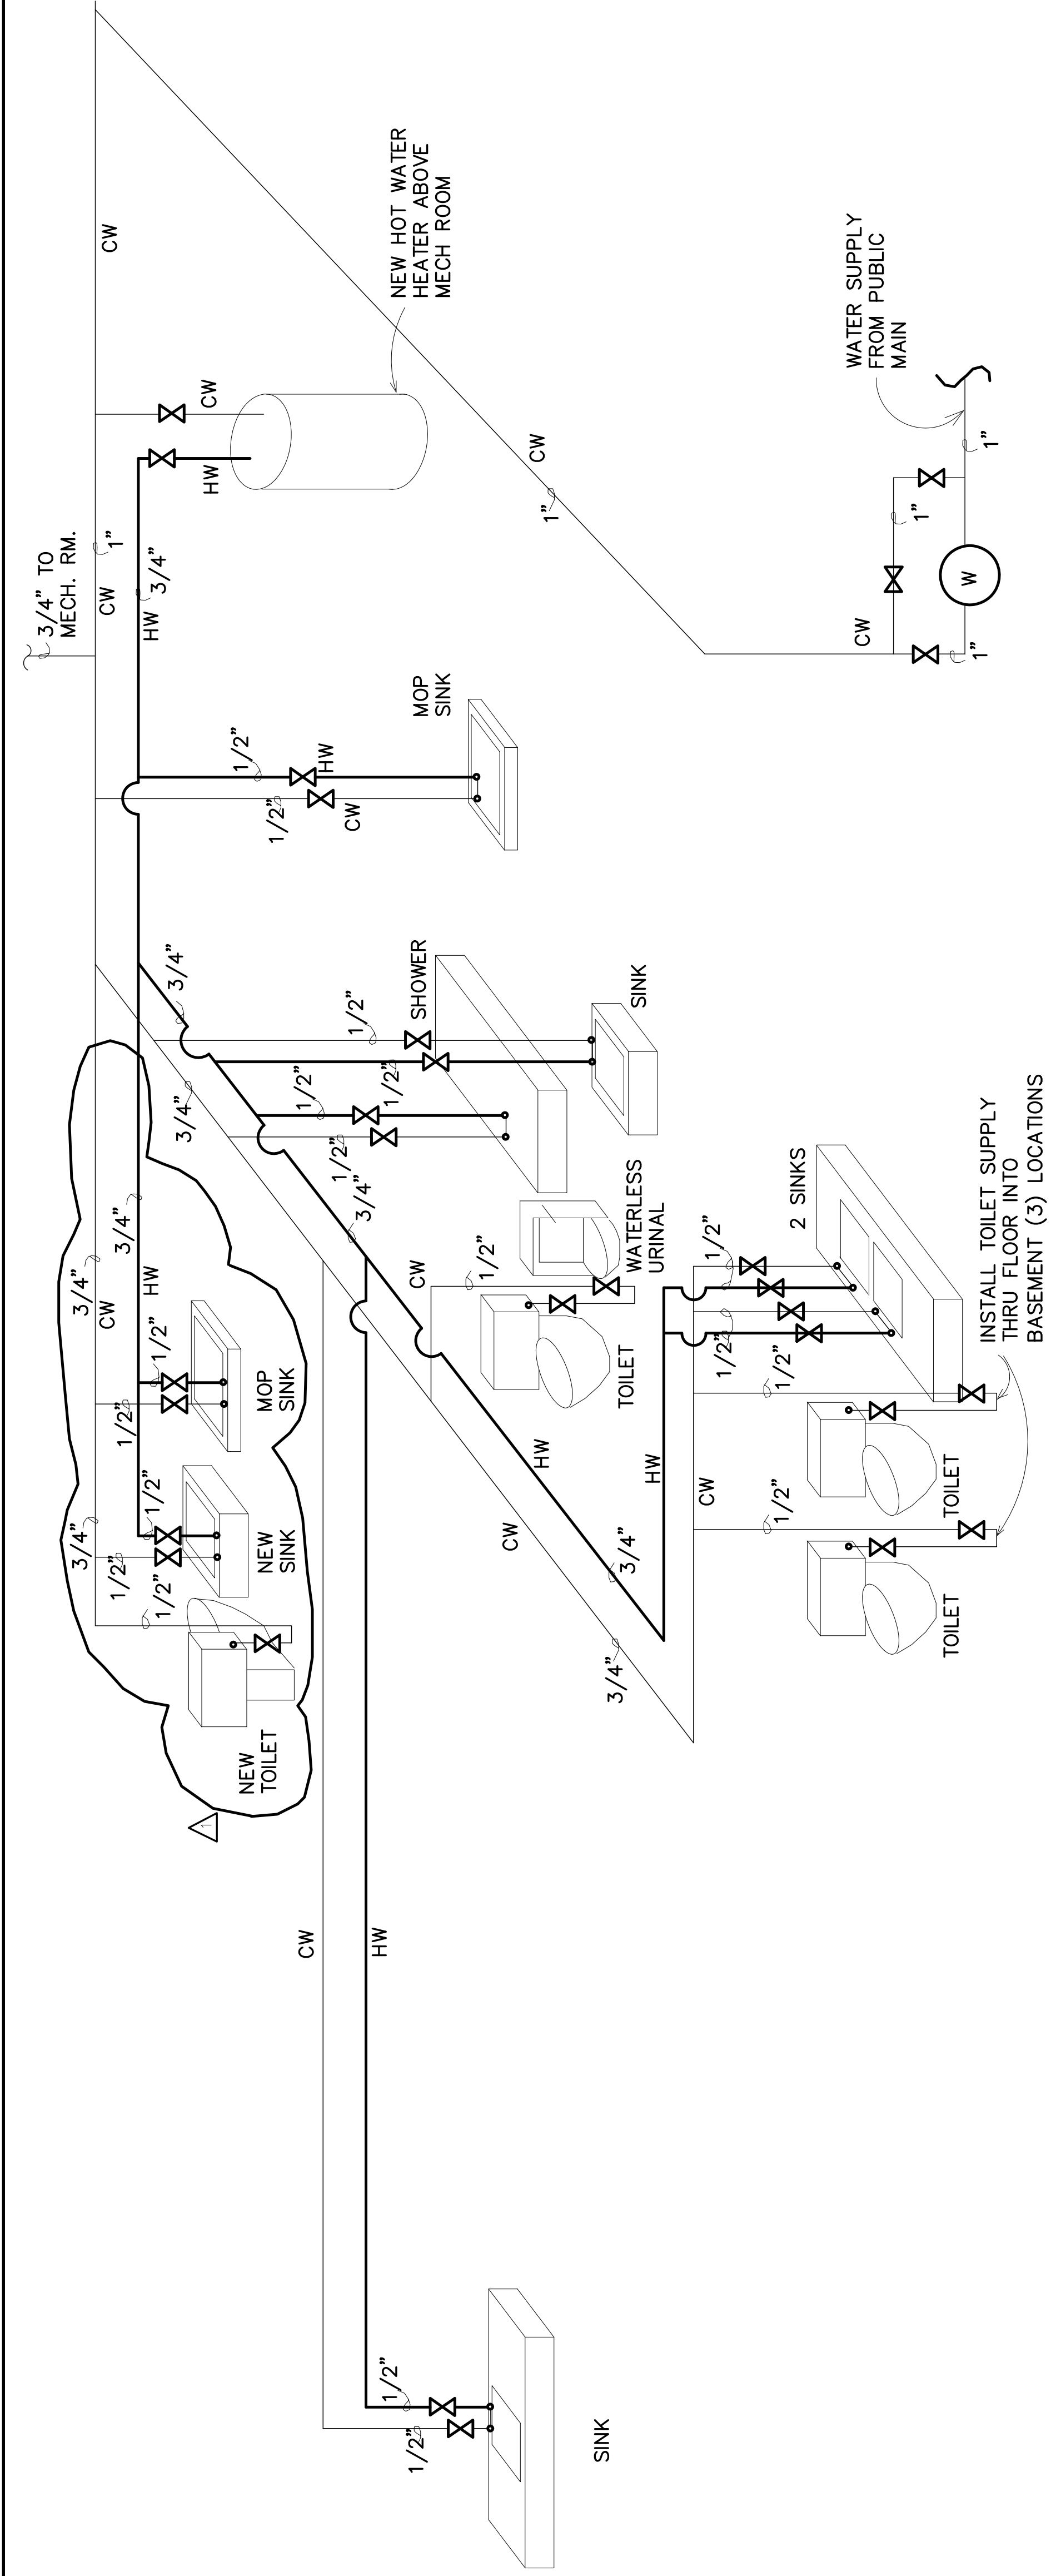 3/4" TO
MECH. RM.
CW
1"
CW
3/4"
HW
HW
CW
NEW HOT WATER
HEATER ABOVE
MECH ROOM
CW
1"
WATER SUPPLY
FROM PUBLIC
MAIN
1"
1"
W
CW
1"
1/2"
HW
1/2"
CW
MOP
SINK
3/4"
3/4"
1/2"
SHOWER
1/2"
1/2"
1/2"
SINK
3/4"
3/4"
3/4"
CW
HW
1/2"
1/2"
MOP
SINK
3/4"
1/2"
1/2"
1/2"
NEW
SINK
NEW
TOILET
1
CW
1/2"
WATERLESS
URINAL
TOILET
HW
CW
3/4"
3/4"
HW
CW
1/2"
1/2"
2 SINKS
1/2"
1/2"
TOILET
TOILET
INSTALL TOILET SUPPLY
THRU FLOOR INTO
BASEMENT (3) LOCATIONS
CW
HW
1/2"
1/2"
SINK